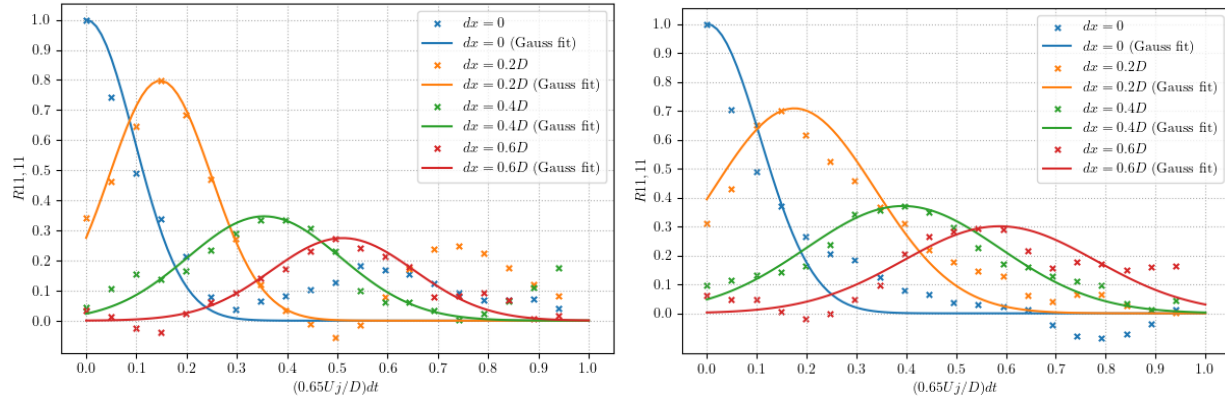 1.0
0.9
0.8
0.7
0.6
0.5
0.4
0.3
0.2
0.1
0.0
R11, 11
0.0 0.1 0.2 0.3 0.4 0.5 0.6 0.7 0.8 0.9 1.0
(0.65Uj/D)dt
dx = 0
dx = 0 (Gauss fit)
dx = 0.2D
dx = 0.2D (Gauss fit)
dx = 0.4D
dx = 0.4D (Gauss fit)
dx = 0.6D
dx = 0.6D (Gauss fit)
1.0
0.9
0.8
0.7
0.6
0.5
0.4
0.3
0.2
0.1
0.0
R11, 11
0.0 0.1 0.2 0.3 0.4 0.5 0.6 0.7 0.8 0.9 1.0
(0.65Uj/D)dt
dx = 0
dx = 0 (Gauss fit)
dx = 0.2D
dx = 0.2D (Gauss fit)
dx = 0.4D
dx = 0.4D (Gauss fit)
dx = 0.6D
dx = 0.6D (Gauss fit)